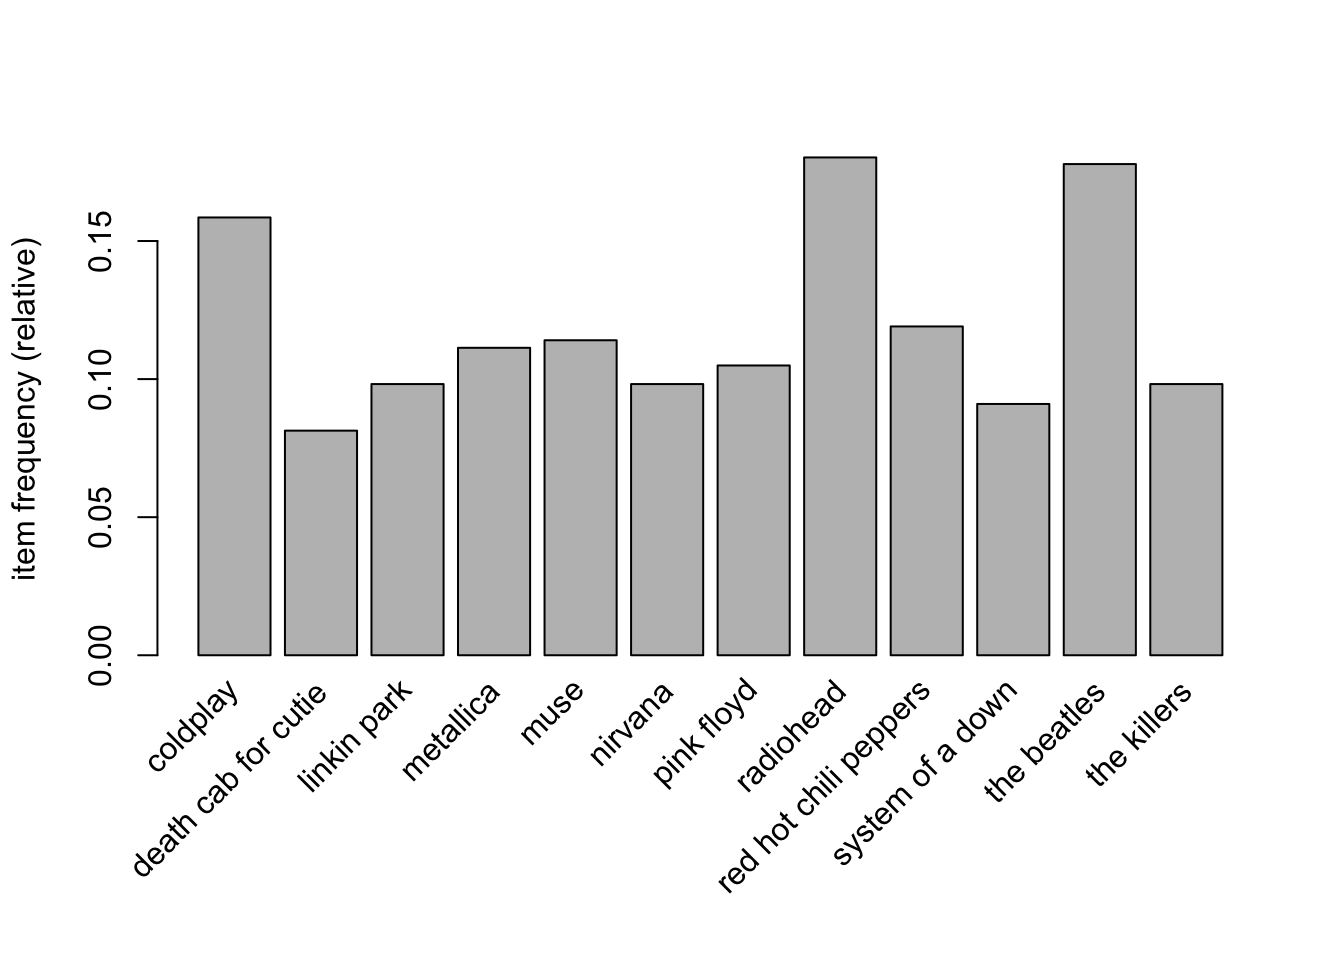 item frequency (relative)
0.15
0.10
0.05
0.00
coldplay
death cab for cutie
linkin park
metallica
muse
nirvana
pink floyd
radiohead
red hot chili peppers
system of a down
the beatles
the killers